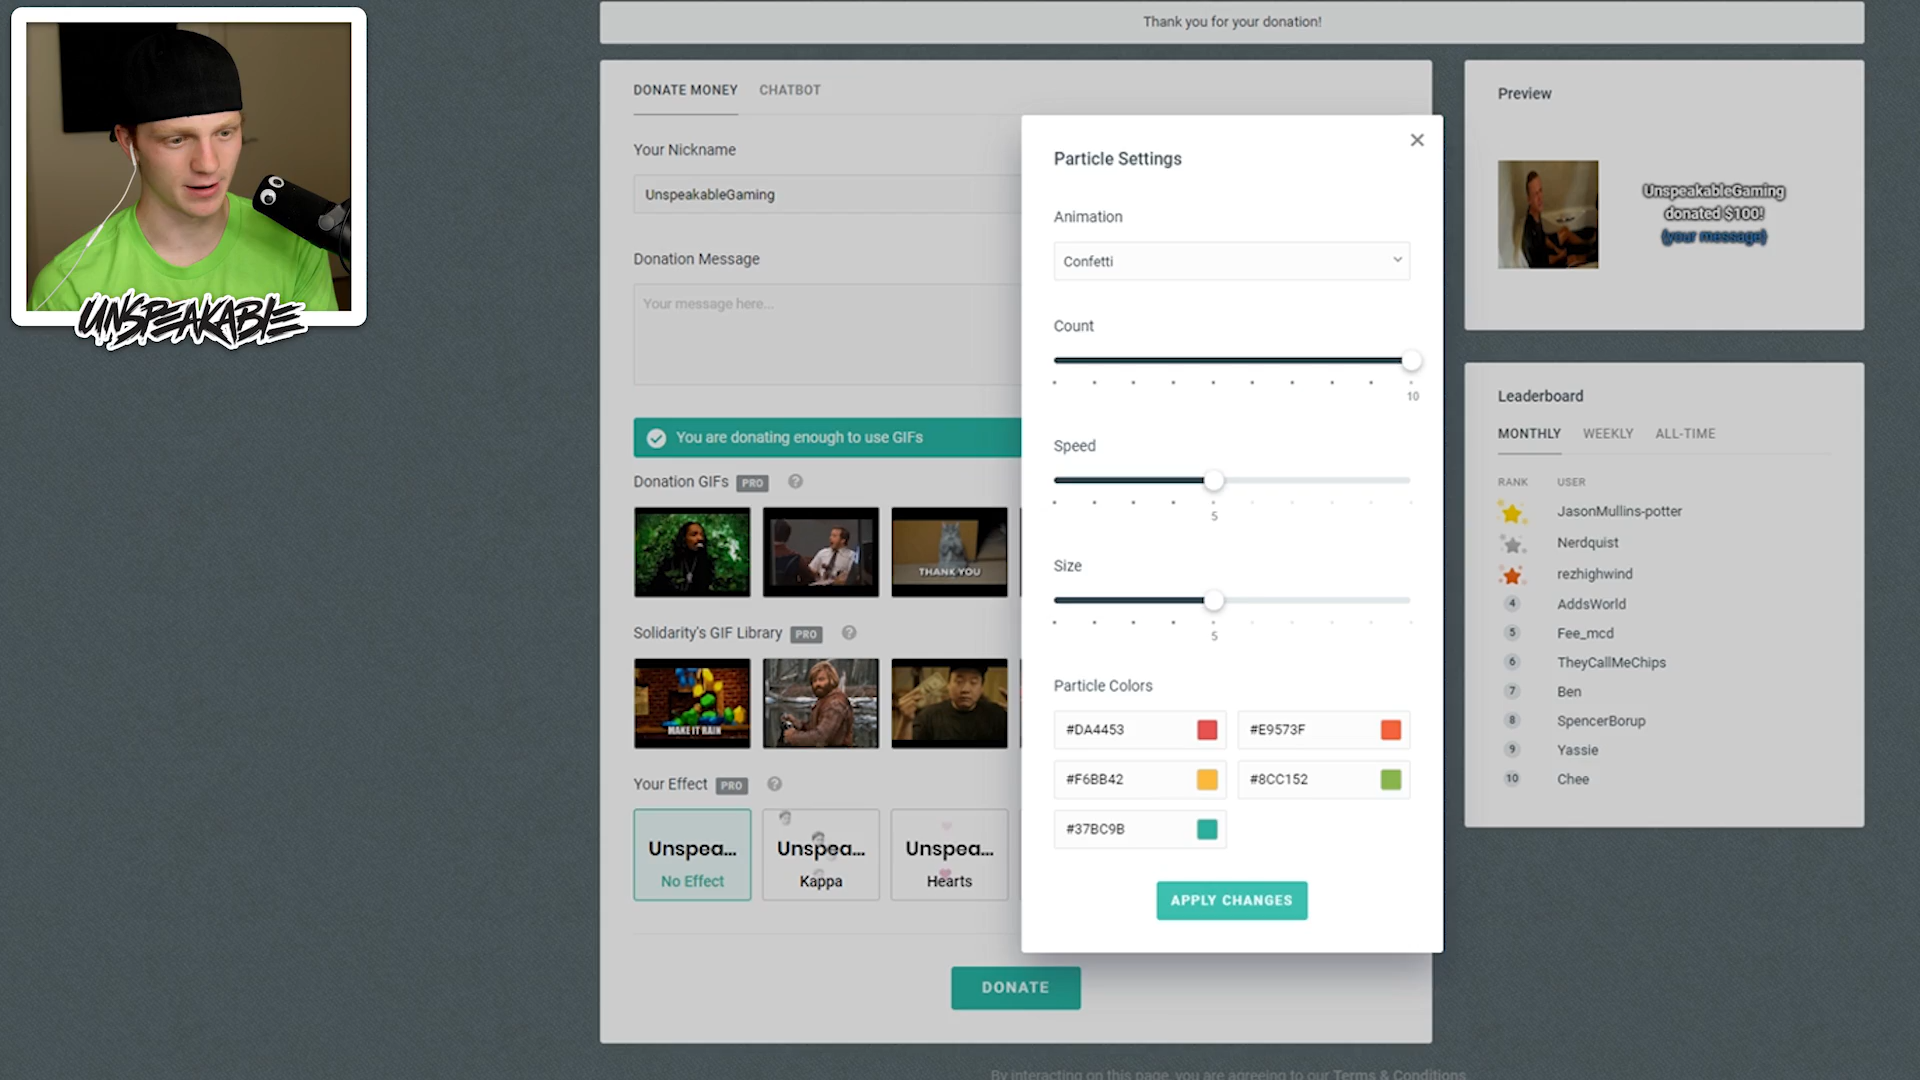 Thank you for your donation!
DONATE MONEY CHATBOT
Your Nickname
UnspeakableGaming
Donation Message
Your message here...
You are donating enough to use GIFs
Donation GIFs PRO ?
THANK YOU
Solidarity's GIF Library PRO ?
MAKE IT RAIN
Your Effect PRO ?
Unspea... Unspea... Unspea...
No Effect Kappa Hearts
DONATE
By interacting on this page, you are agreeing to our Terms & Conditions
Particle Settings
Animation
Confetti
Count
10
Speed
5
Size
5
Particle Colors
#DA4453 #E9573F
#F6BB42 #8CC152
#37BC9B
APPLY CHANGES
Preview
UnspeakableGaming
donated $100!
(your message)
Leaderboard
MONTHLY WEEKLY ALL-TIME
RANK USER
JasonMullins-potter
Nerdquist
rezhighwind
4 AddsWorld
5 Fee_mcd
6 TheyCallMeChips
7 Ben
8 SpencerBorup
9 Yassie
10 Chee
UNSPEAKABLE